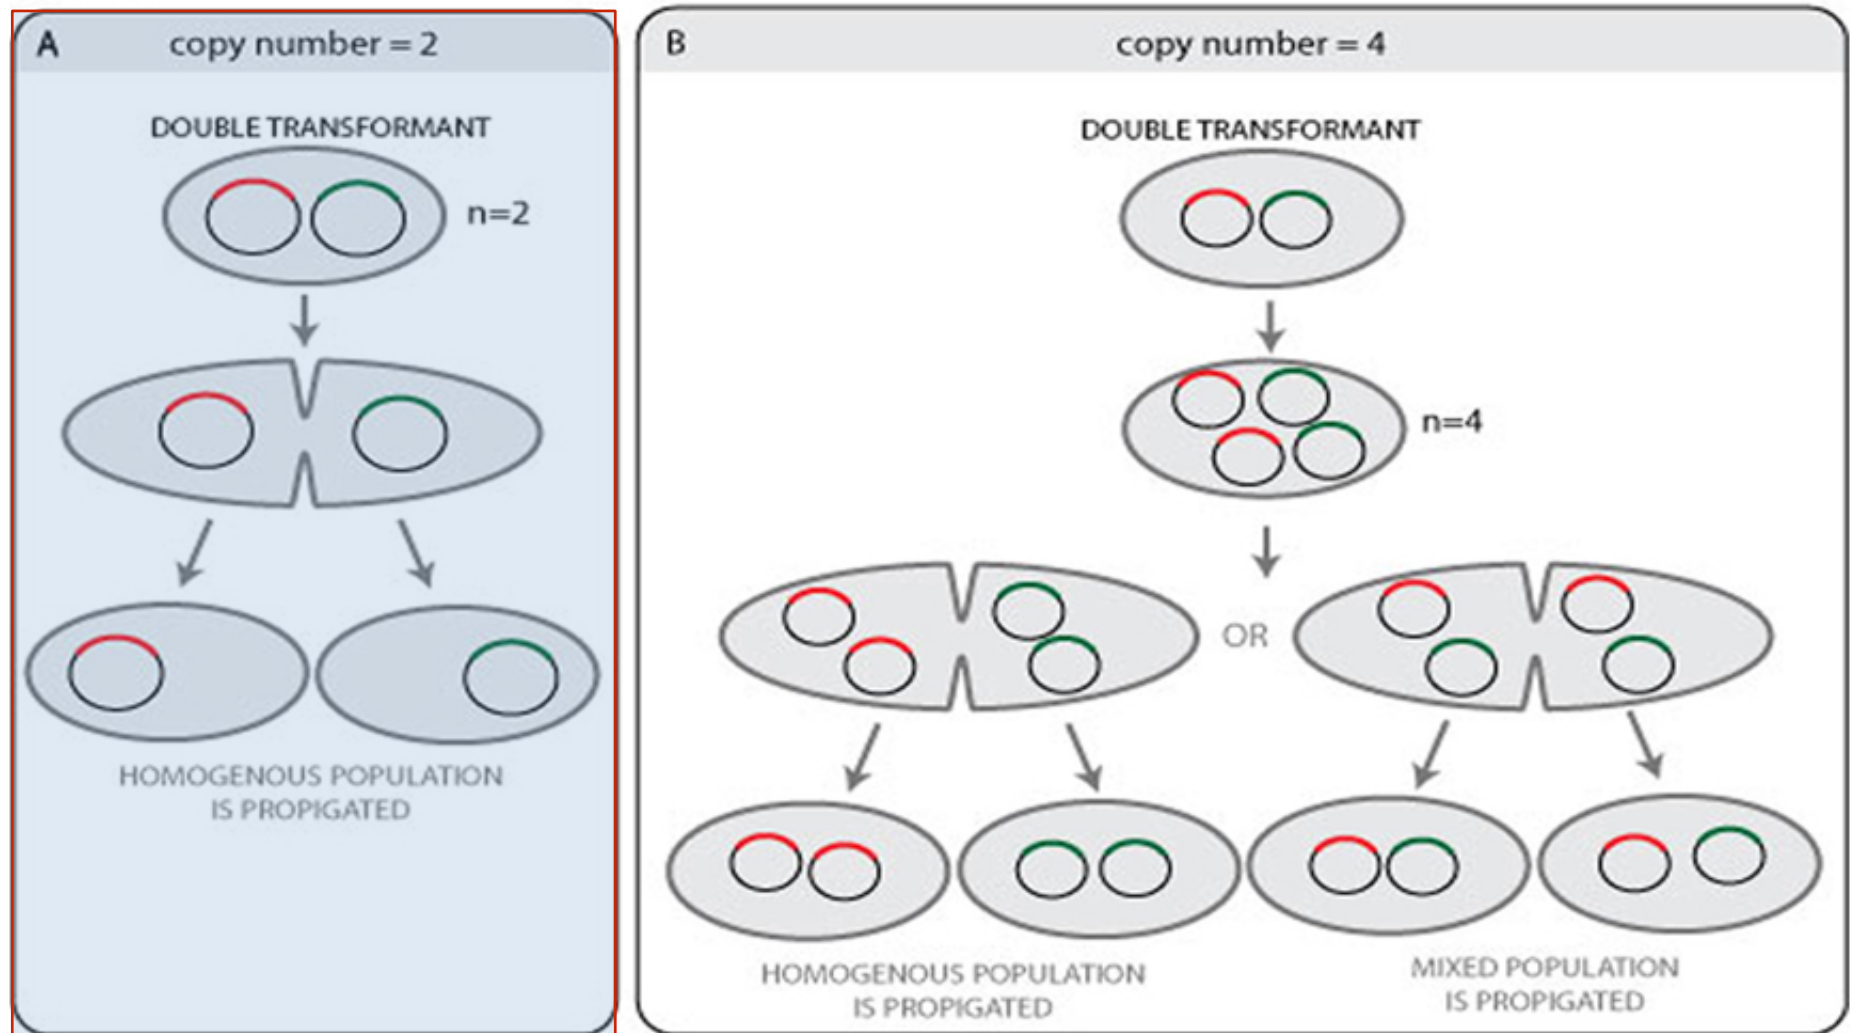 A
copy number = 2
DOUBLE TRANSFORMANT
n=2
HOMOGENOUS POPULATION
IS PROPIGATED
B
copy number = 4
DOUBLE TRANSFORMANT
n=4
OR
HOMOGENOUS POPULATION
IS PROPIGATED
MIXED POPULATION
IS PROPIGATED